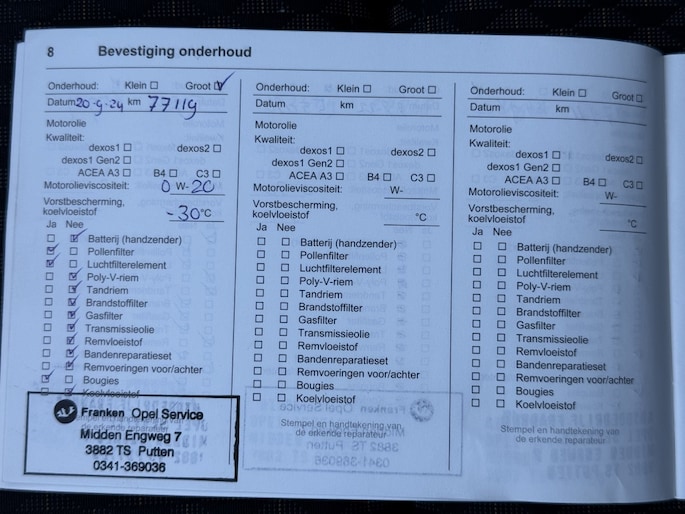 8 Bevestiging onderhoud
Onderhoud: Klein ☐ Groot ☑
Datum 20-9-24 km 77119
Motorolie
Kwaliteit:
dexos1 ☐ dexos2 ☐
dexos1 Gen2 ☐
ACEA A3 ☐ B4 ☐ C3 ☐
Motorolieviscositeit: 0 W-20
Vorstbescherming,
koelvloeistof -30 °C
Ja Nee
☐ ☑ Batterij (handzender)
☑ ☐ Pollenfilter
☑ ☐ Luchtfilterelement
☐ ☑ Poly-V-riem
☐ ☑ Tandriem
☐ ☑ Brandstoffilter
☐ ☑ Gasfilter
☐ ☑ Transmissieolie
☐ ☑ Remvloeistof
☐ ☑ Bandenreparatieset
☐ ☑ Remvoeringen voor/achter
☑ ☐ Bougies
☐ ☑ Koelvloeistof
Franken Opel Service
Midden Engweg 7
3882 TS Putten
0341-369036
Onderhoud: Klein ☐ Groot ☐
Datum km
Motorolie
Kwaliteit:
dexos1 ☐ dexos2 ☐
dexos1 Gen2 ☐
ACEA A3 ☐ B4 ☐ C3 ☐
Motorolieviscositeit: W-
Vorstbescherming,
koelvloeistof °C
Ja Nee
☐ ☐ Batterij (handzender)
☐ ☐ Pollenfilter
☐ ☐ Luchtfilterelement
☐ ☐ Poly-V-riem
☐ ☐ Tandriem
☐ ☐ Brandstoffilter
☐ ☐ Gasfilter
☐ ☐ Transmissieolie
☐ ☐ Remvloeistof
☐ ☐ Bandenreparatieset
☐ ☐ Remvoeringen voor/achter
☐ ☐ Bougies
☐ ☐ Koelvloeistof
Stempel en handtekening van
de erkende reparateur
Onderhoud: Klein ☐ Groot ☐
Datum km
Motorolie
Kwaliteit:
dexos1 ☐ dexos2 ☐
dexos1 Gen2 ☐
ACEA A3 ☐ B4 ☐ C3 ☐
Motorolieviscositeit: W-
Vorstbescherming,
koelvloeistof °C
Ja Nee
☐ ☐ Batterij (handzender)
☐ ☐ Pollenfilter
☐ ☐ Luchtfilterelement
☐ ☐ Poly-V-riem
☐ ☐ Tandriem
☐ ☐ Brandstoffilter
☐ ☐ Gasfilter
☐ ☐ Transmissieolie
☐ ☐ Remvloeistof
☐ ☐ Bandenreparatieset
☐ ☐ Remvoeringen voor/achter
☐ ☐ Bougies
☐ ☐ Koelvloeistof
Stempel en handtekening van
de erkende reparateur